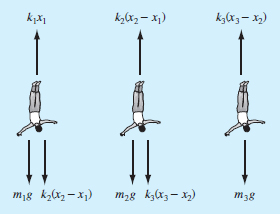 k₁x₁ k₂(x₂ − x₁) k₃(x₃ − x₂)
m₁g k₂(x₂ − x₁) m₂g k₃(x₃ − x₂) m₃g